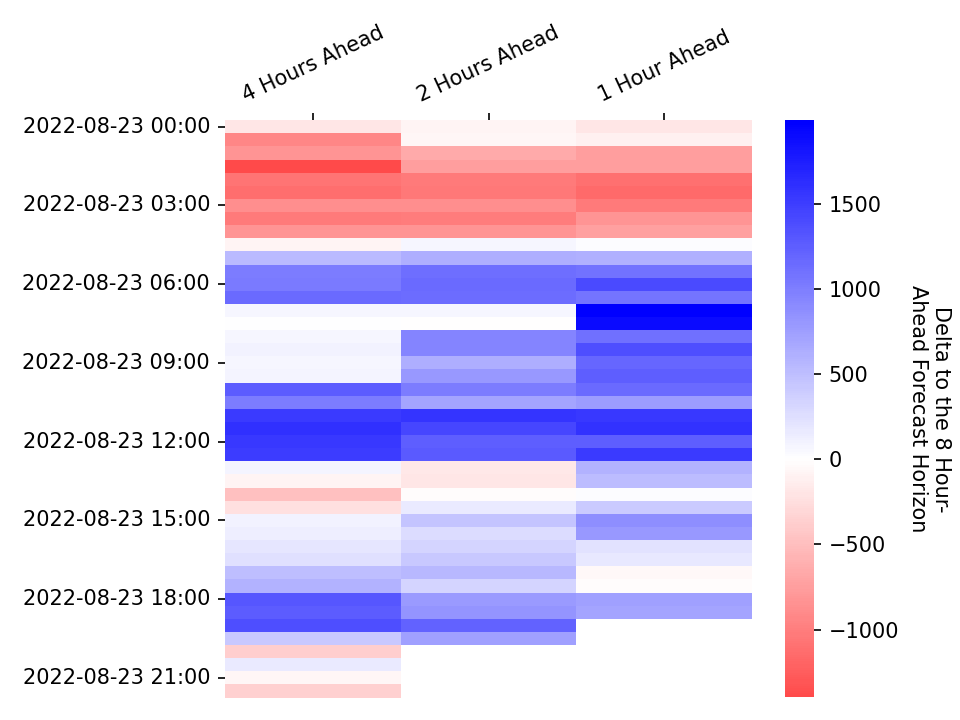 4 Hours Ahead
2 Hours Ahead
1 Hour Ahead
2022-08-23 00:00
2022-08-23 03:00
2022-08-23 06:00
2022-08-23 09:00
2022-08-23 12:00
2022-08-23 15:00
2022-08-23 18:00
2022-08-23 21:00
1500
1000
500
0
−500
−1000
Delta to the 8 Hour-
Ahead Forecast Horizon